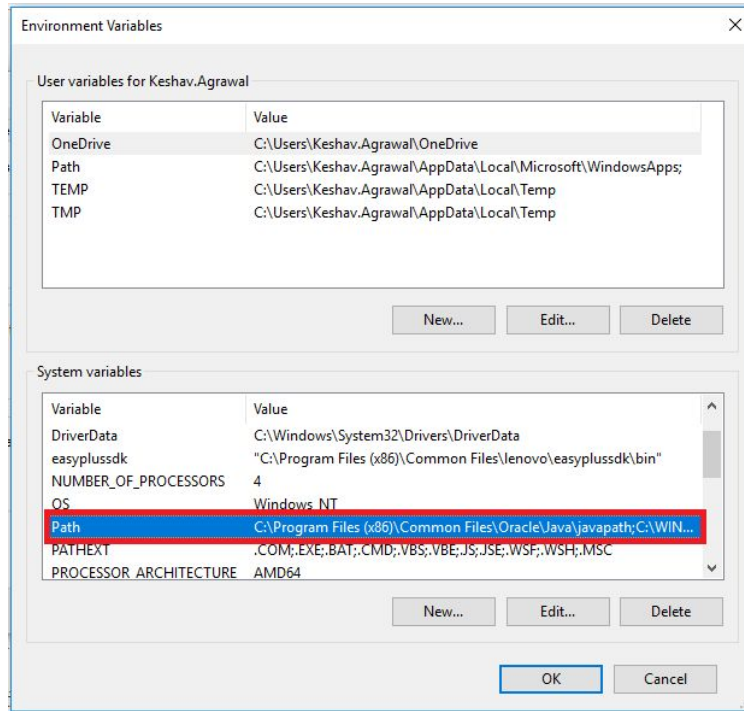 Environment Variables
User variables for Keshav.Agrawal
Variable Value
OneDrive C:\Users\Keshav.Agrawal\OneDrive
Path C:\Users\Keshav.Agrawal\AppData\Local\Microsoft\WindowsApps;
TEMP C:\Users\Keshav.Agrawal\AppData\Local\Temp
TMP C:\Users\Keshav.Agrawal\AppData\Local\Temp
New... Edit... Delete
System variables
Variable Value
DriverData C:\Windows\System32\Drivers\DriverData
easyplussdk "C:\Program Files (x86)\Common Files\lenovo\easyplussdk\bin"
NUMBER_OF_PROCESSORS 4
OS Windows_NT
Path C:\Program Files (x86)\Common Files\Oracle\Java\javapath;C:\WIN...
PATHEXT .COM;.EXE;.BAT;.CMD;.VBS;.VBE;.JS;.JSE;.WSF;.WSH;.MSC
PROCESSOR_ARCHITECTURE AMD64
New... Edit... Delete
OK Cancel